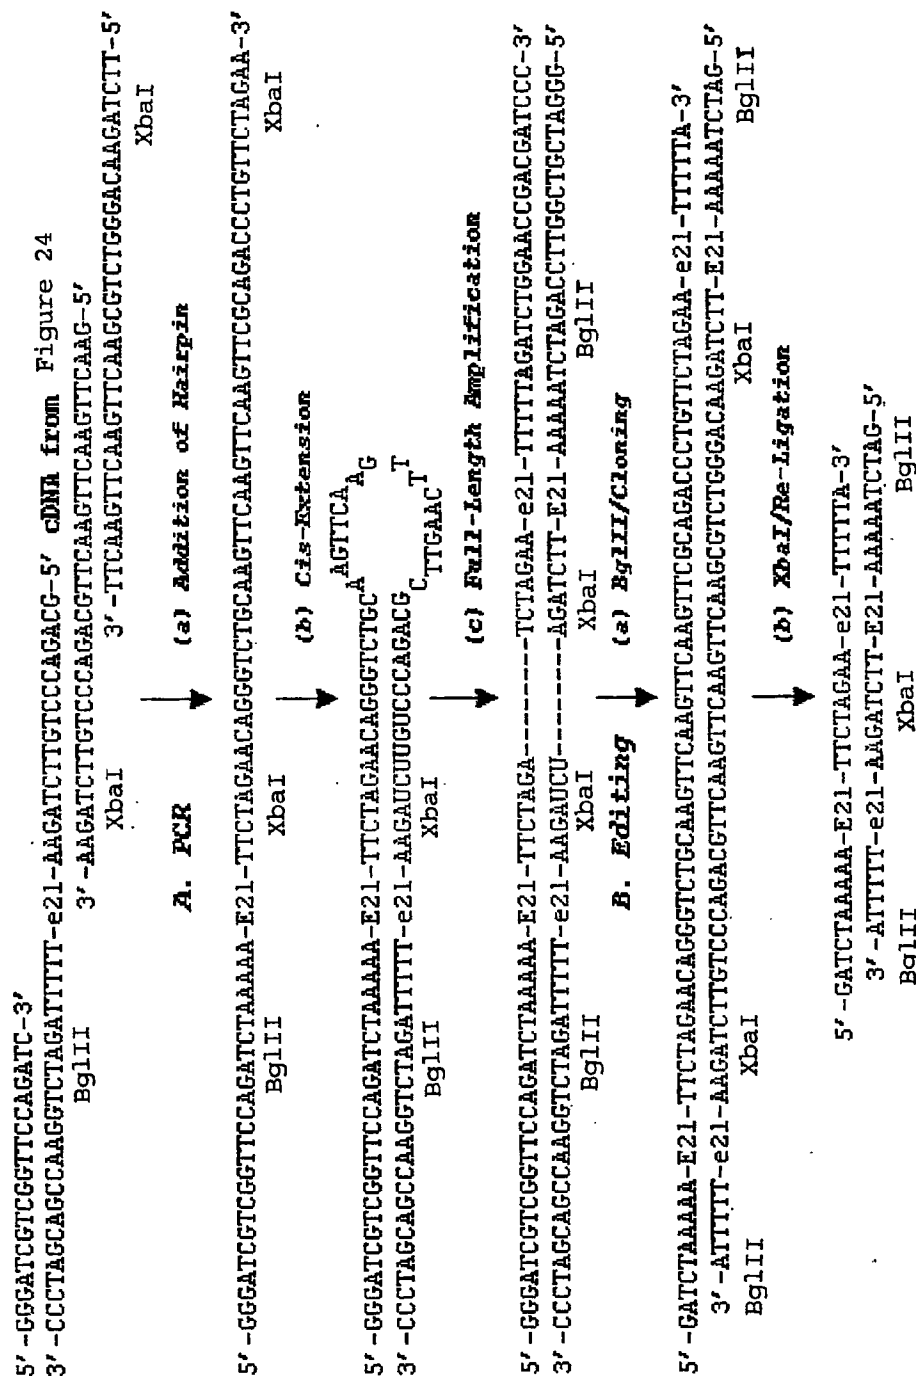 5'-GGGATCGTCGGTTCCAGATC-3'
3'-CCCTAGCAGCCAAGGTCTAGATTTTT-e21-AAGATCTTGTCCCAGACG-5' cDNA from Figure 24
BglII
3'-AAGATCTTGTCCCAGACGTTCAAGTTCAAGTTCAAG-5'
XbaI
3'-TTCAAGTTCAAGTTCAAGCGTCTGGGACAAGATCTT-5'
XbaI
A. PCR
(a) Addition of Hairpin
5'-GGGATCGTCGGTTCCAGATCTAAAAA-E21-TTCTAGAACAGGGTCTGCAAGTTCAAGTTCAAGTTCGCAGACCCTGTTCTAGAA-3'
BglII
XbaI
XbaI
(b) Cis-Extension
AGTTCA
A
A
G
5'-GGGATCGTCGGTTCCAGATCTAAAAA-E21-TTCTAGAACAGGGTCTGC
3'-CCCTAGCAGCCAAGGTCTAGATTTTT-e21-AAGAUCUUGUCCCAGACG
T
C
TTGAACT
BglII
XbaI
(c) Full-Length Amplification
5'-GGGATCGTCGGTTCCAGATCTAAAAA-E21-TTCTAGA--------TCTAGAA-e21-TTTTTAGATCTGGAACCGACGATCCC-3'
3'-CCCTAGCAGCCAAGGTCTAGATTTTT-e21-AAGAUCU--------AGATCTT-E21-AAAAATCTAGACCTTGGCTGCTAGGG-5'
BglII
XbaI
XbaI
BglII
B. Editing
(a) BglII/Cloning
5'-GATCTAAAAA-E21-TTCTAGAACAGGGTCTGCAAGTTCAAGTTCAAGTTCGCAGACCCTGTTCTAGAA-e21-TTTTTA-3'
3'-ATTTTT-e21-AAGATCTTGTCCCAGACGTTCAAGTTCAAGTTCAAGCGTCTGGGACAAGATCTT-E21-AAAAATCTAG-5'
BglII
XbaI
XbaI
BglII
(b) XbaI/Re-Ligation
5'-GATCTAAAAA-E21-TTCTAGAA-e21-TTTTTA-3'
3'-ATTTTT-e21-AAGATCTT-E21-AAAAATCTAG-5'
BglII
XbaI
BglII